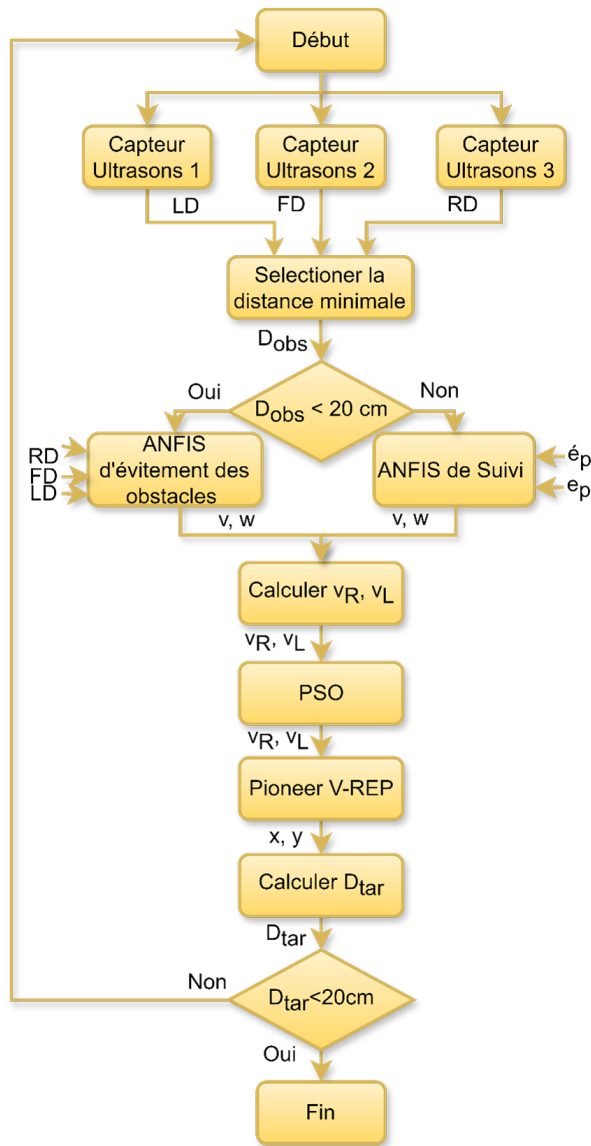 Début
Capteur
Ultrasons 1
Capteur
Ultrasons 2
Capteur
Ultrasons 3
LD
FD
RD
Selectioner la
distance minimale
Dobs
Oui
Non
Dobs < 20 cm
RD
FD
LD
ANFIS
d'évitement des
obstacles
ANFIS de Suivi
ép
ep
v, w
v, w
Calculer vR, vL
vR, vL
PSO
vR, vL
Pioneer V-REP
x, y
Calculer Dtar
Dtar
Non
Dtar<20cm
Oui
Fin